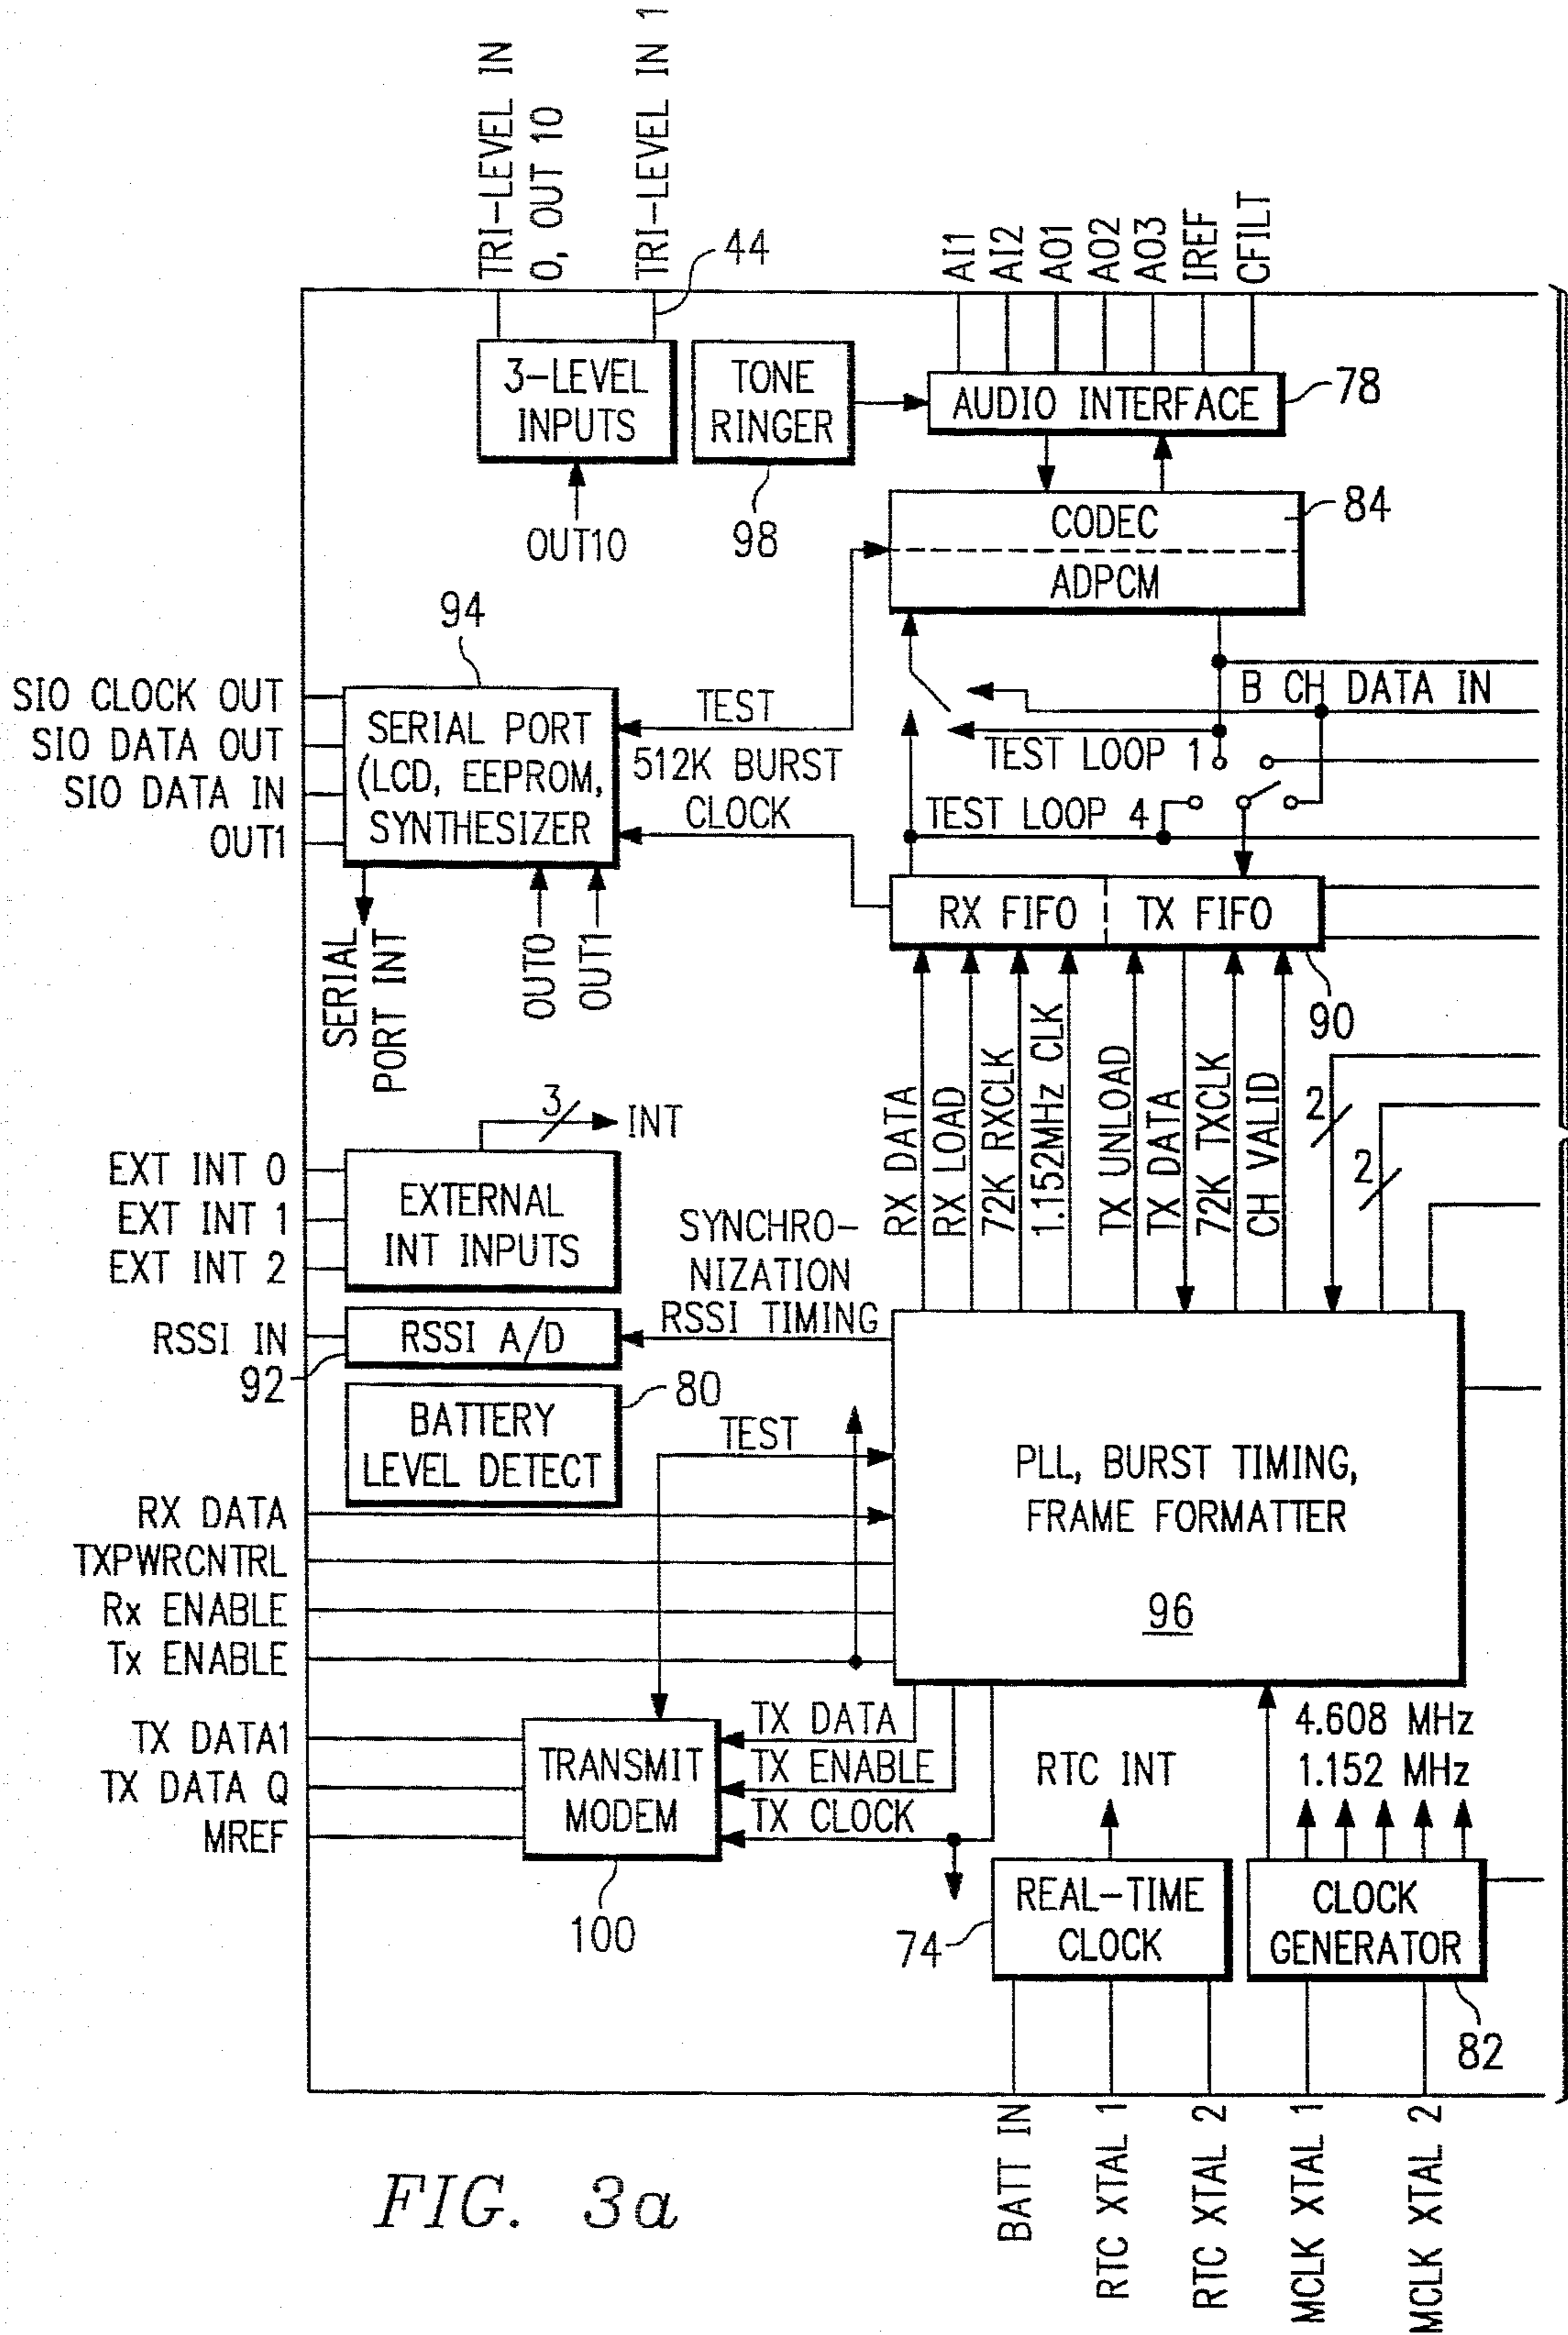 TRI-LEVEL IN
0, OUT 10
TRI-LEVEL IN 1
44
AI1
AI2
AO1
AO2
AO3
IREF
CFILT
3-LEVEL
INPUTS
TONE
RINGER
AUDIO INTERFACE
78
OUT10
98
CODEC
ADPCM
84
94
SIO CLOCK OUT
SIO DATA OUT
SIO DATA IN
OUT1
SERIAL PORT
(LCD, EEPROM,
SYNTHESIZER
TEST
512K BURST
CLOCK
B CH DATA IN
TEST LOOP 1
TEST LOOP 4
RX FIFO
TX FIFO
90
SERIAL
PORT INT
OUT0
OUT1
RX DATA
RX LOAD
72K RXCLK
1.152MHz CLK
TX UNLOAD
TX DATA
72K TXCLK
CH VALID
2
2
3
INT
EXT INT 0
EXT INT 1
EXT INT 2
EXTERNAL
INT INPUTS
SYNCHRO-
NIZATION
RSSI TIMING
RSSI IN
RSSI A/D
92
BATTERY
LEVEL DETECT
80
TEST
PLL, BURST TIMING,
FRAME FORMATTER
96
RX DATA
TXPWRCNTRL
Rx ENABLE
Tx ENABLE
TX DATA1
TX DATA Q
MREF
TRANSMIT
MODEM
100
TX DATA
TX ENABLE
TX CLOCK
RTC INT
4.608 MHz
1.152 MHz
REAL-TIME
CLOCK
74
CLOCK
GENERATOR
82
BATT IN
RTC XTAL 1
RTC XTAL 2
MCLK XTAL 1
MCLK XTAL 2
FIG. 3a